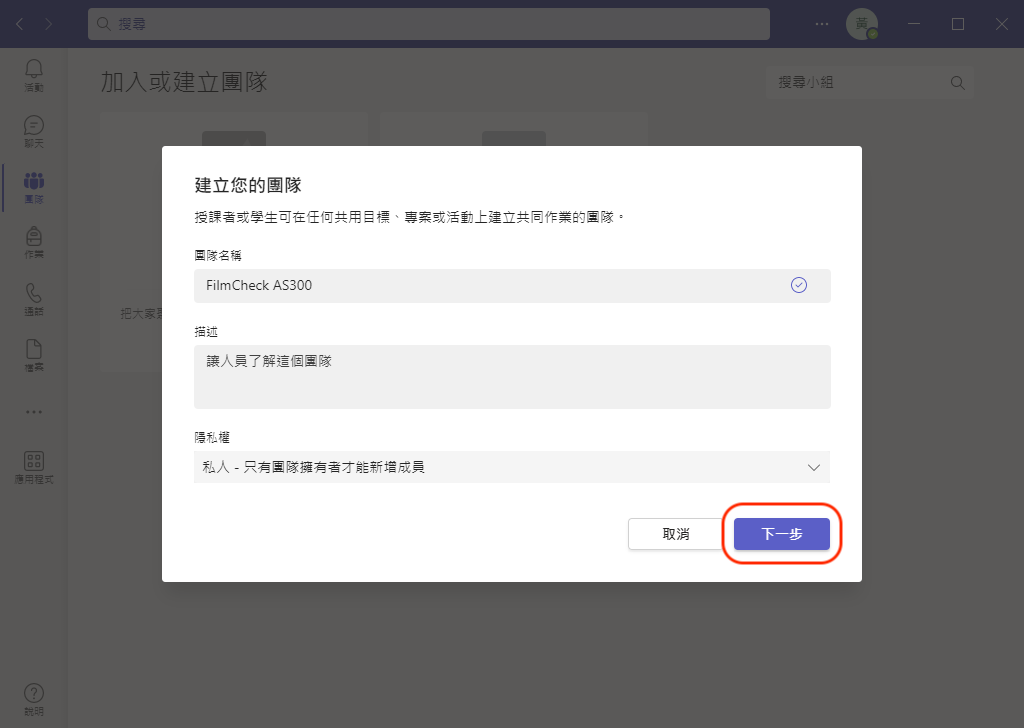 搜尋
黃
活動
聊天
團隊
作業
通話
檔案
應用程式
說明
加入或建立團隊
搜尋小組
把大家
建立您的團隊
授課者或學生可在任何共用目標、專案或活動上建立共同作業的團隊。
團隊名稱
FilmCheck AS300
描述
讓人員了解這個團隊
隱私權
私人 - 只有團隊擁有者才能新增成員
取消
下一步